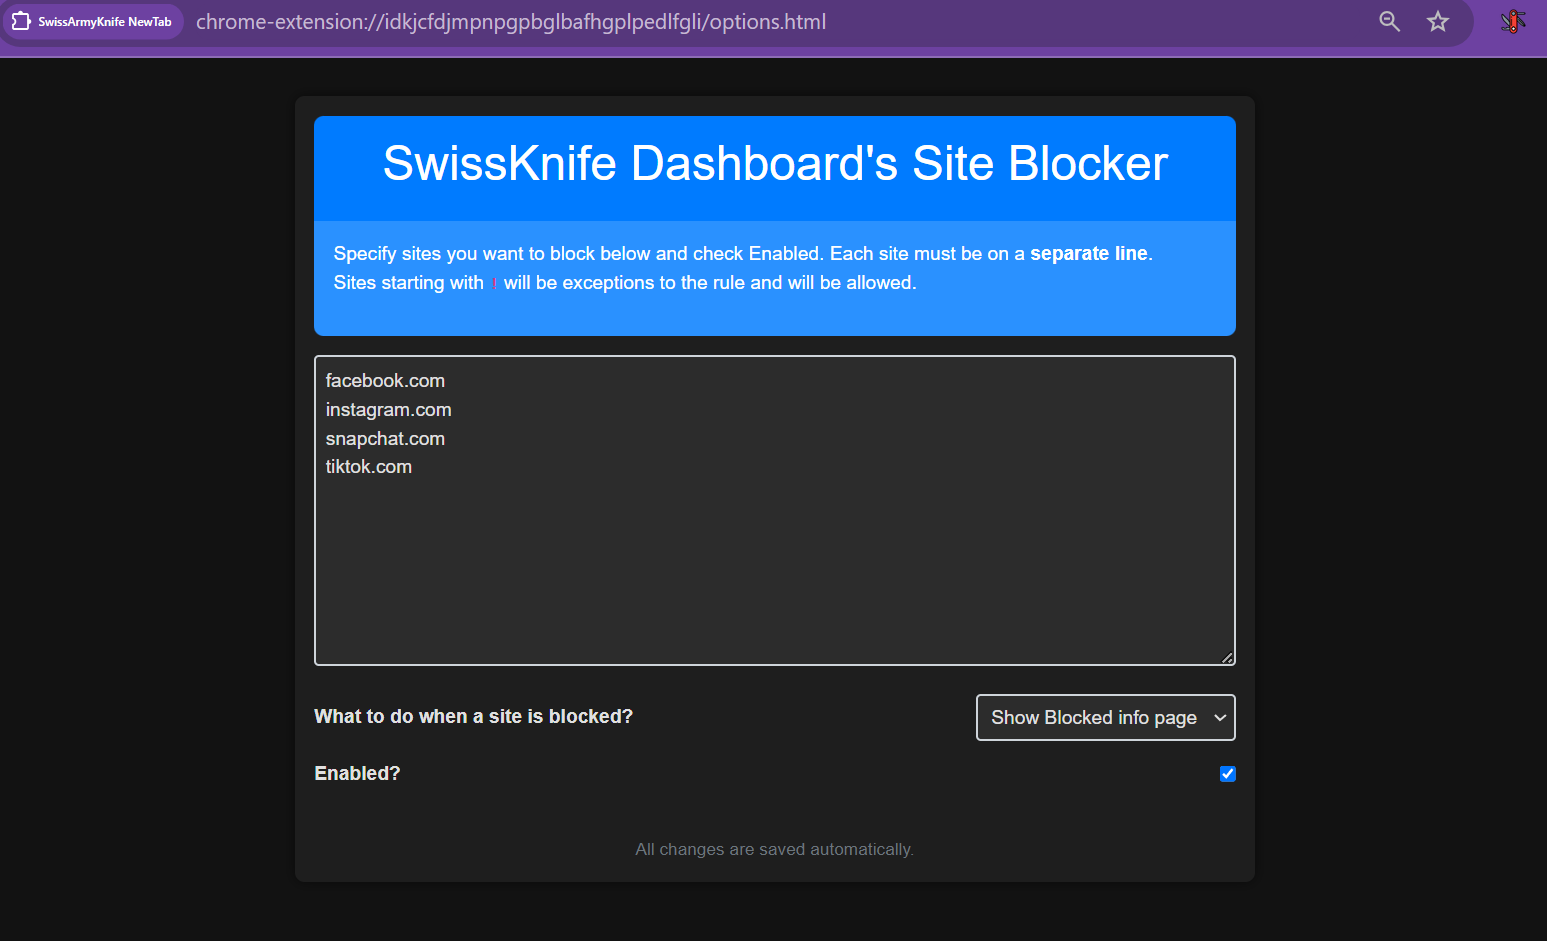 SwissArmyKnife NewTab chrome-extension://idkjcfdjmpnpgpbglbafhgplpedlfgli/options.html
SwissKnife Dashboard's Site Blocker
Specify sites you want to block below and check Enabled. Each site must be on a separate line.
Sites starting with ! will be exceptions to the rule and will be allowed.
facebook.com
instagram.com
snapchat.com
tiktok.com
What to do when a site is blocked? Show Blocked info page
Enabled?
All changes are saved automatically.